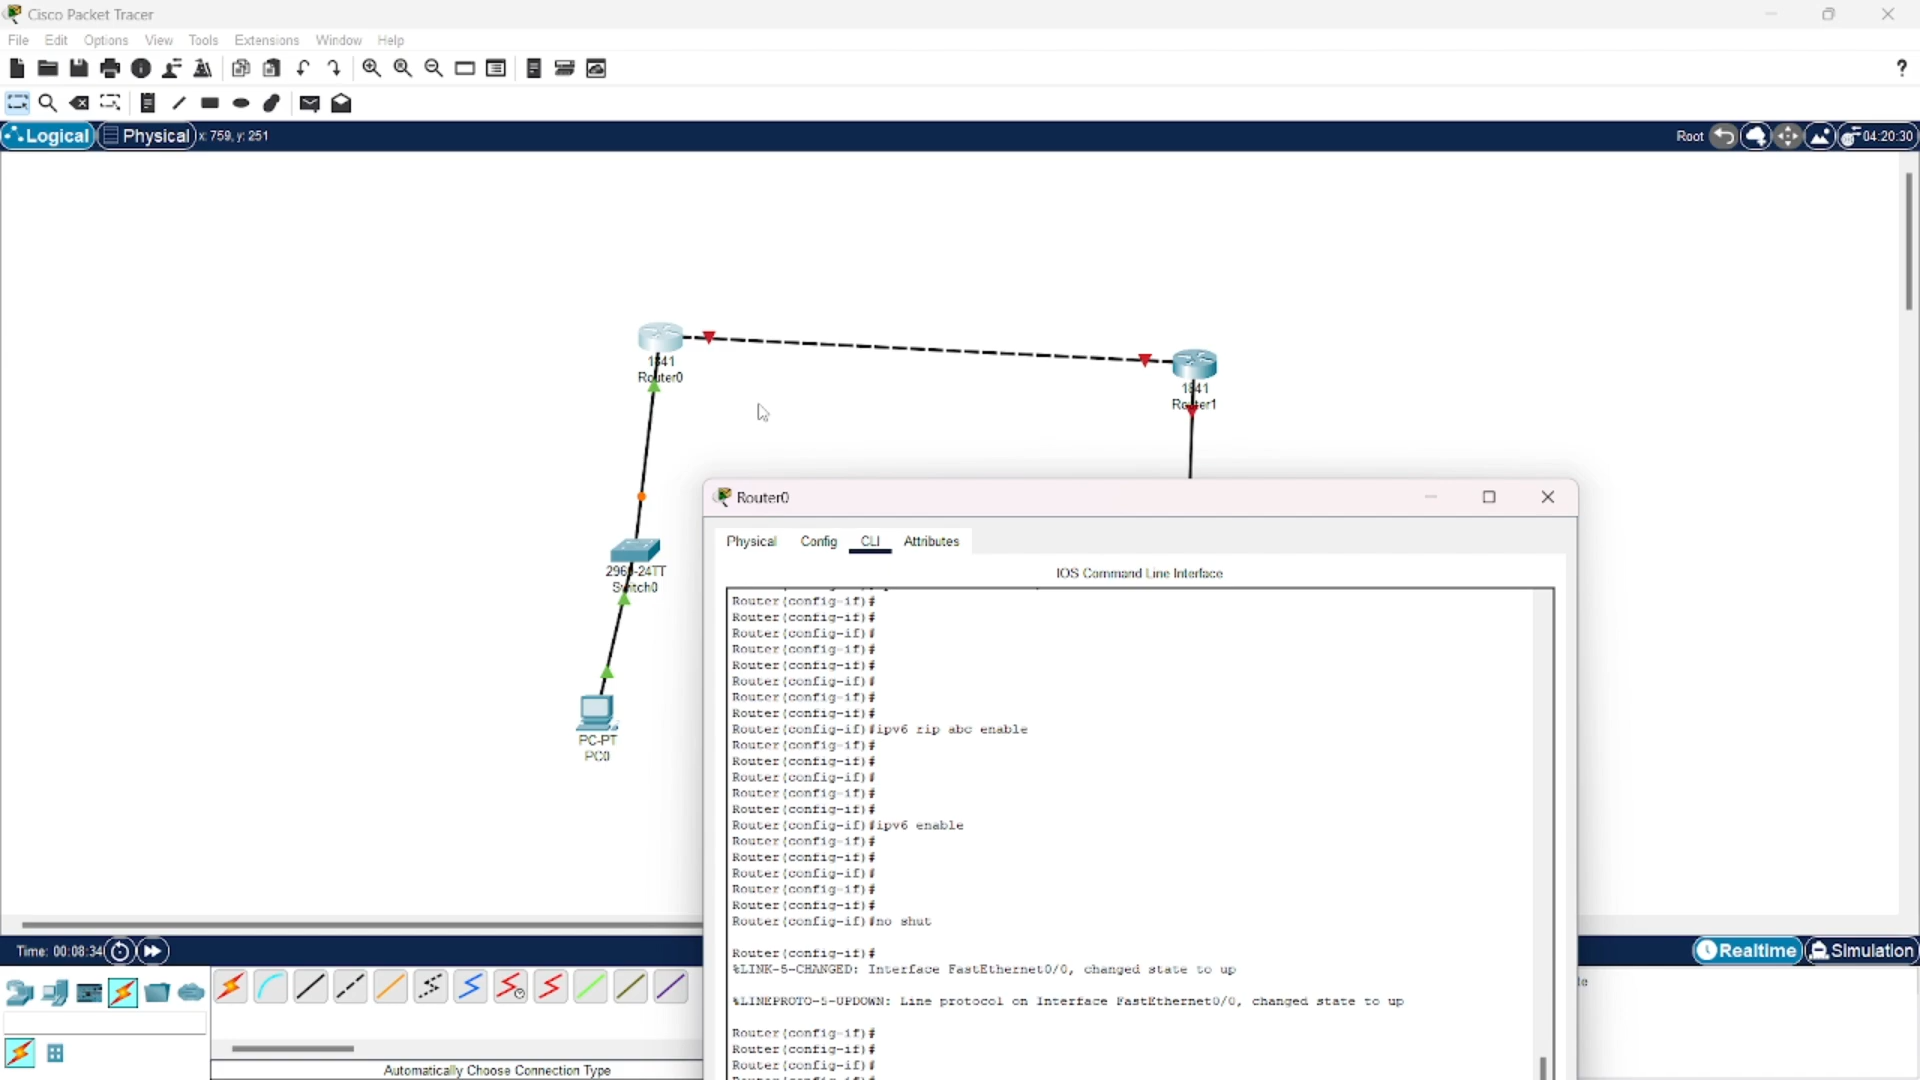 Cisco Packet Tracer
File Edit Options View Tools Extensions Window Help
?
Logical Physical x: 759, y: 251
Root 04:20:30
1841
Router0
1841
Router1
2960-24TT
Switch0
PC-PT
PC0
Router0
Physical Config CLI Attributes
IOS Command Line Interface
Router(config-if)#
Router(config-if)#
Router(config-if)#
Router(config-if)#
Router(config-if)#
Router(config-if)#
Router(config-if)#
Router(config-if)#
Router(config-if)#ipv6 rip abc enable
Router(config-if)#
Router(config-if)#
Router(config-if)#
Router(config-if)#
Router(config-if)#
Router(config-if)#ipv6 enable
Router(config-if)#
Router(config-if)#
Router(config-if)#
Router(config-if)#
Router(config-if)#
Router(config-if)#no shut
Router(config-if)#
%LINK-5-CHANGED: Interface FastEthernet0/0, changed state to up
%LINEPROTO-5-UPDOWN: Line protocol on Interface FastEthernet0/0, changed state to up
Router(config-if)#
Router(config-if)#
Router(config-if)#
Time: 00:08:34
Realtime Simulation
Automatically Choose Connection Type